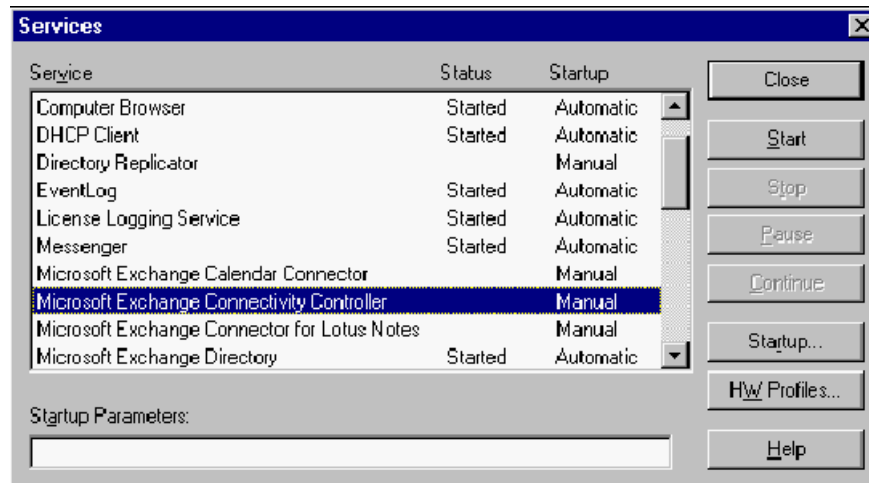 Services
Service Status Startup
Computer Browser Started Automatic
DHCP Client Started Automatic
Directory Replicator Manual
EventLog Started Automatic
License Logging Service Started Automatic
Messenger Started Automatic
Microsoft Exchange Calendar Connector Manual
Microsoft Exchange Connectivity Controller Manual
Microsoft Exchange Connector for Lotus Notes Manual
Microsoft Exchange Directory Started Automatic
Startup Parameters:
Close
Start
Stop
Pause
Continue
Startup...
HW Profiles...
Help